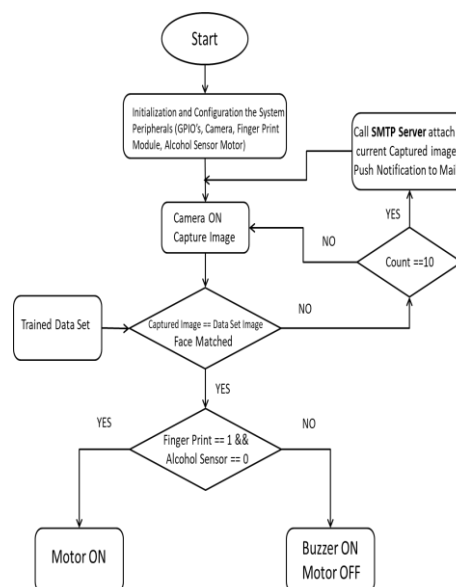 Start
Initialization and Configuration the System
Peripherals (GPIO's, Camera, Finger Print
Module, Alcohol Sensor Motor)
Call SMTP Server attach
current Captured image
Push Notification to Mail
YES
Camera ON
Capture Image
NO
Count ==10
Trained Data Set
Captured Image == Data Set Image
Face Matched
NO
YES
YES
NO
Finger Print == 1 &&
Alcohol Sensor == 0
Motor ON
Buzzer ON
Motor OFF